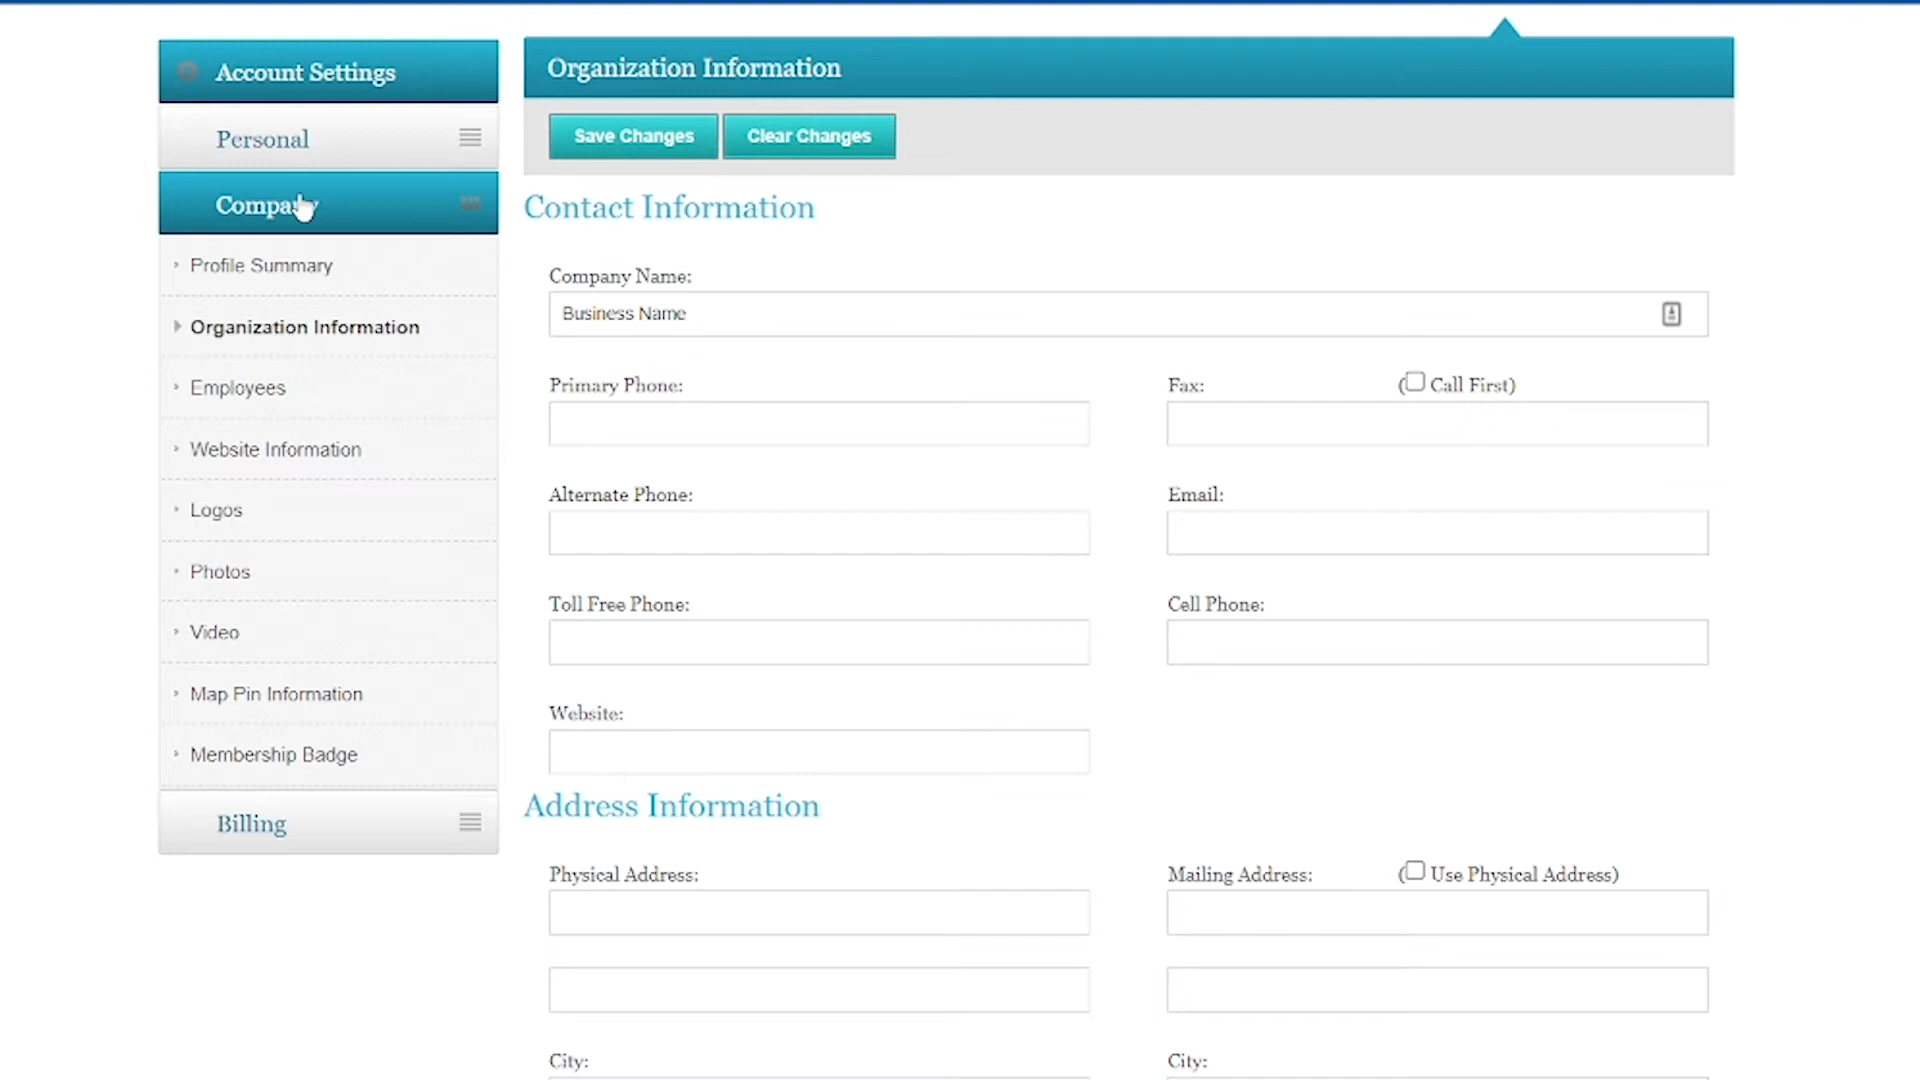 Account Settings
Personal
Company
Profile Summary
Organization Information
Employees
Website Information
Logos
Photos
Video
Map Pin Information
Membership Badge
Billing
Organization Information
Save Changes
Clear Changes
Contact Information
Company Name:
Business Name
Primary Phone:
Fax: ( Call First)
Alternate Phone:
Email:
Toll Free Phone:
Cell Phone:
Website:
Address Information
Physical Address:
Mailing Address: ( Use Physical Address)
City:
City: